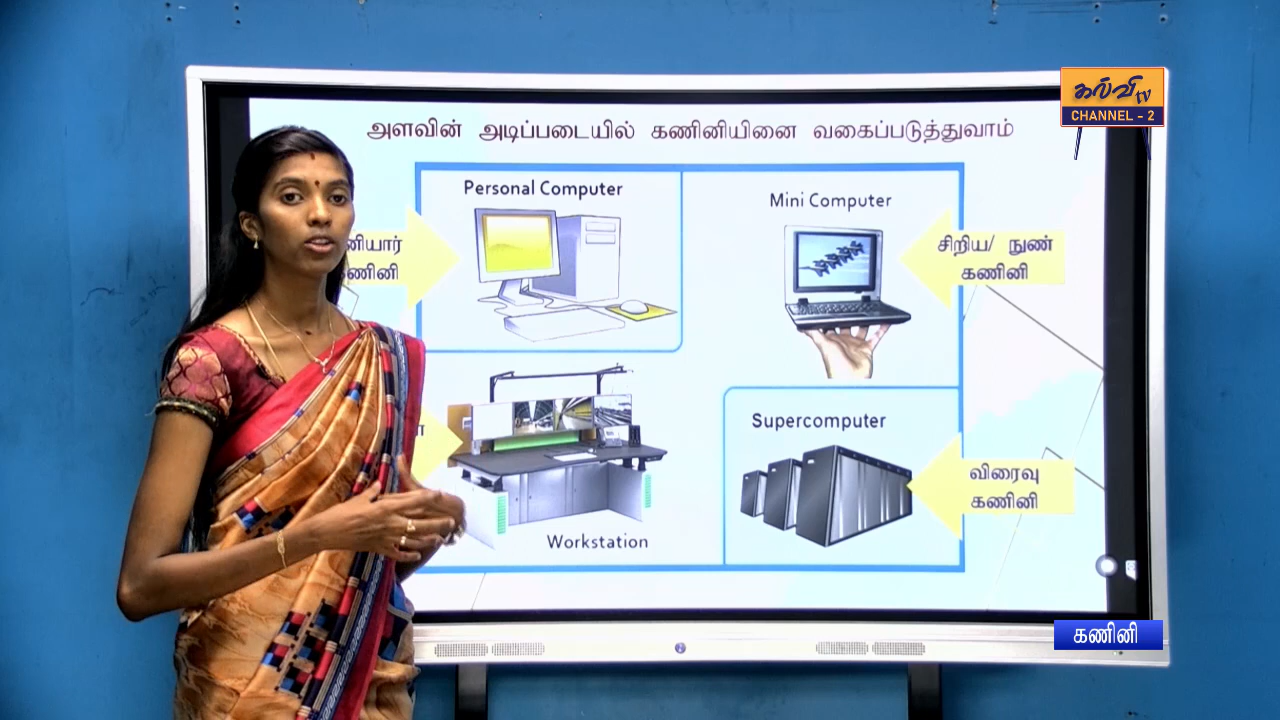 கல்வி TV
CHANNEL - 2
அளவின் அடிப்படையில் கணினியினை வகைப்படுத்துவாம்
Personal Computer
Mini Computer
சிறிய/ நுண்
கணினி
Supercomputer
விரைவு
கணினி
Workstation
கணினி